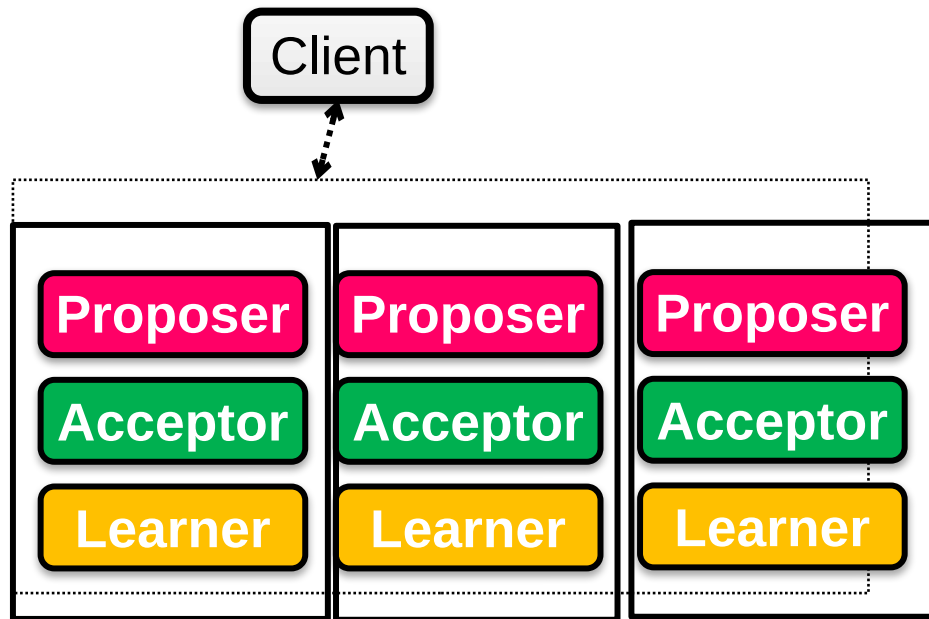 Client
Proposer
Proposer
Proposer
Acceptor
Acceptor
Acceptor
Learner
Learner
Learner